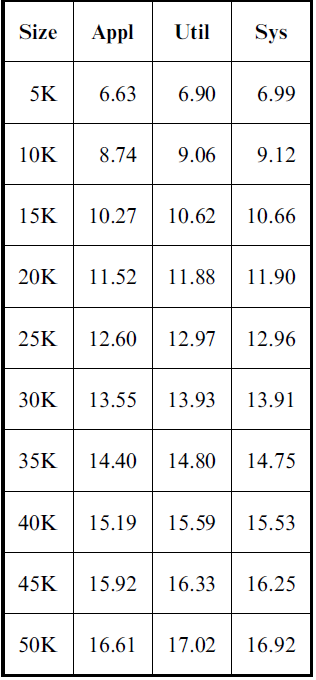 Size Appl Util Sys
5K 6.63 6.90 6.99
10K 8.74 9.06 9.12
15K 10.27 10.62 10.66
20K 11.52 11.88 11.90
25K 12.60 12.97 12.96
30K 13.55 13.93 13.91
35K 14.40 14.80 14.75
40K 15.19 15.59 15.53
45K 15.92 16.33 16.25
50K 16.61 17.02 16.92